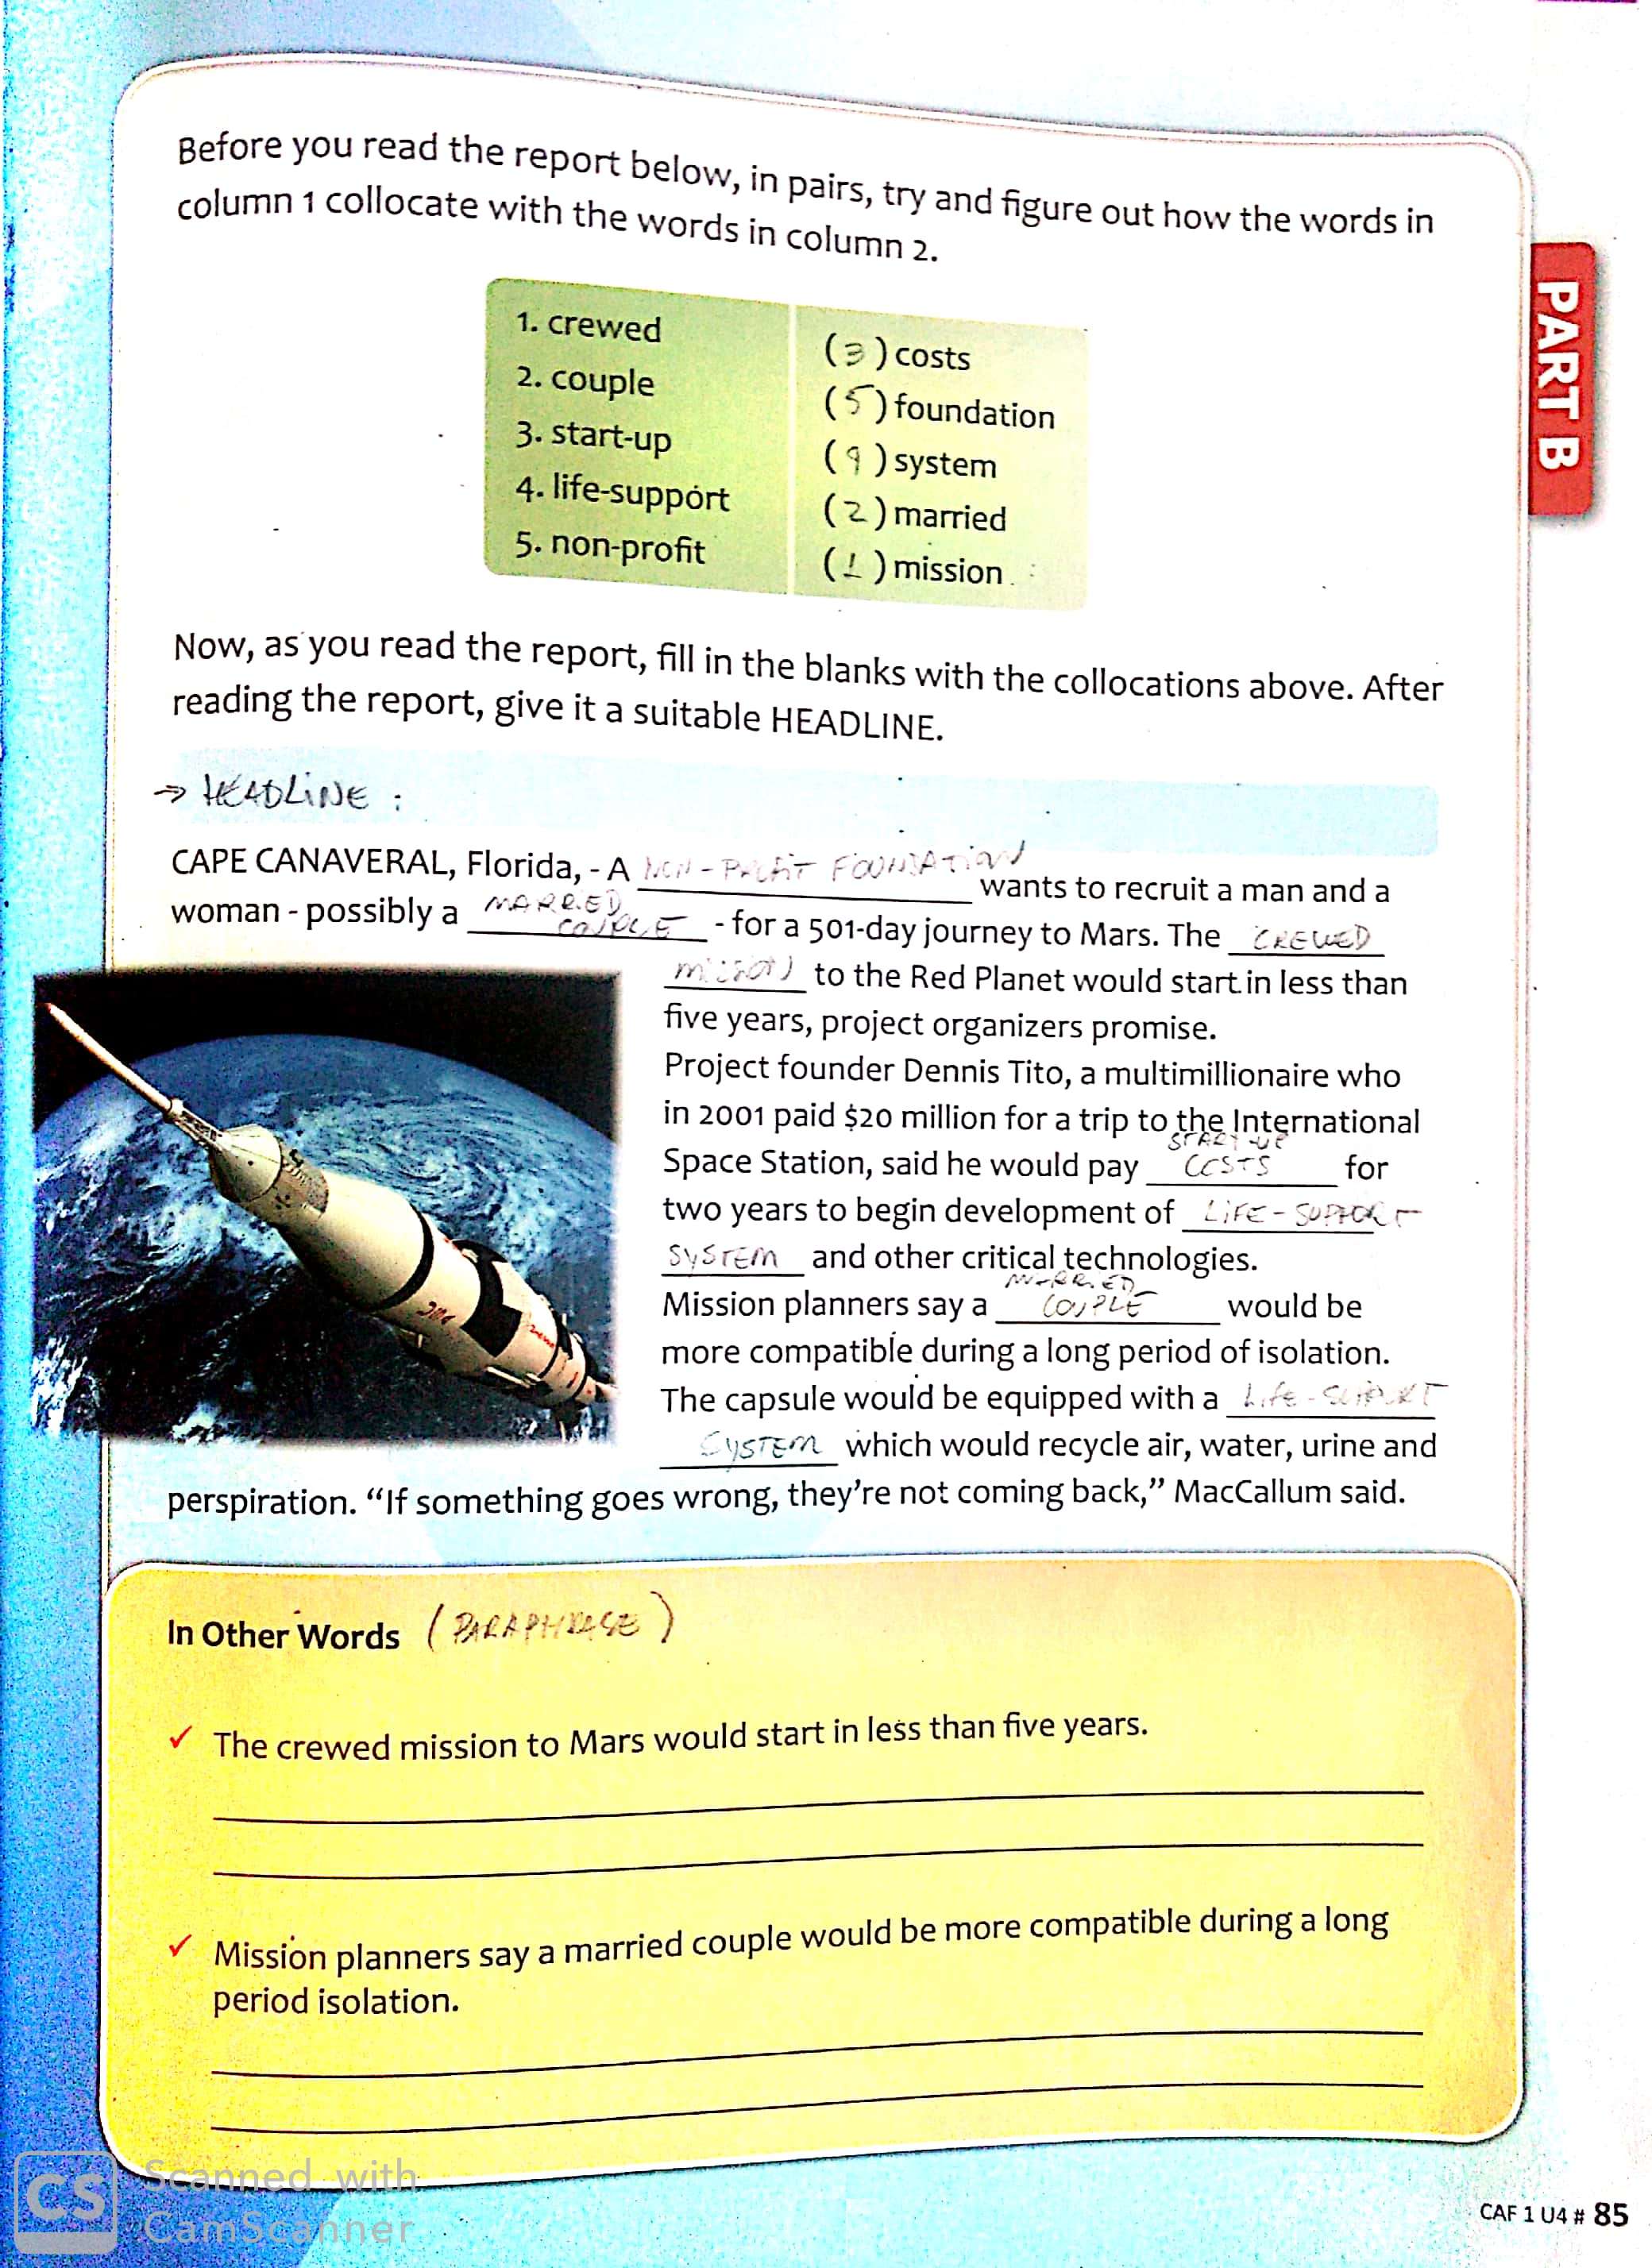 Before you read the report below, in pairs, try and figure out how the words in
column 1 collocate with the words in column 2.
PART B
1. crewed
2. couple
3. start-up
4. life-support
5. non-profit
(3) costs
(5) foundation
(9) system
(2) married
(1) mission
Now, as you read the report, fill in the blanks with the collocations above. After
reading the report, give it a suitable HEADLINE.
→ HEADLINE :
CAPE CANAVERAL, Florida, - A NON-PROFIT FOUNDATION wants to recruit a man and a
woman - possibly a MARRIED COUPLE - for a 501-day journey to Mars. The CREWED
mission to the Red Planet would start in less than
five years, project organizers promise.
Project founder Dennis Tito, a multimillionaire who
in 2001 paid $20 million for a trip to the International
Space Station, said he would pay START-UP COSTS for
two years to begin development of LIFE-SUPPORT
SYSTEM and other critical technologies.
Mission planners say a MARRIED COUPLE would be
more compatible during a long period of isolation.
The capsule would be equipped with a Life-SUPPORT
SYSTEM which would recycle air, water, urine and
perspiration. “If something goes wrong, they’re not coming back,” MacCallum said.
In Other Words (PARAPHRASE)
✓ The crewed mission to Mars would start in less than five years.
✓ Mission planners say a married couple would be more compatible during a long
period isolation.
CS Scanned with
CamScanner
CAF 1 U4 # 85